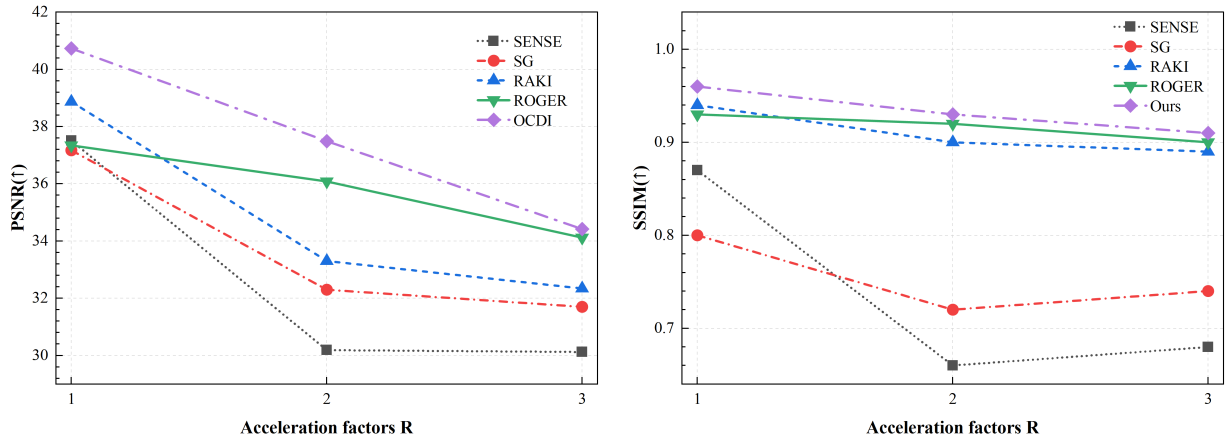 42
40
38
36
34
32
30
PSNR(↑)
1
2
3
Acceleration factors R
SENSE
SG
RAKI
ROGER
OCDI
1.0
0.9
0.8
0.7
SSIM(↑)
1
2
3
Acceleration factors R
SENSE
SG
RAKI
ROGER
Ours